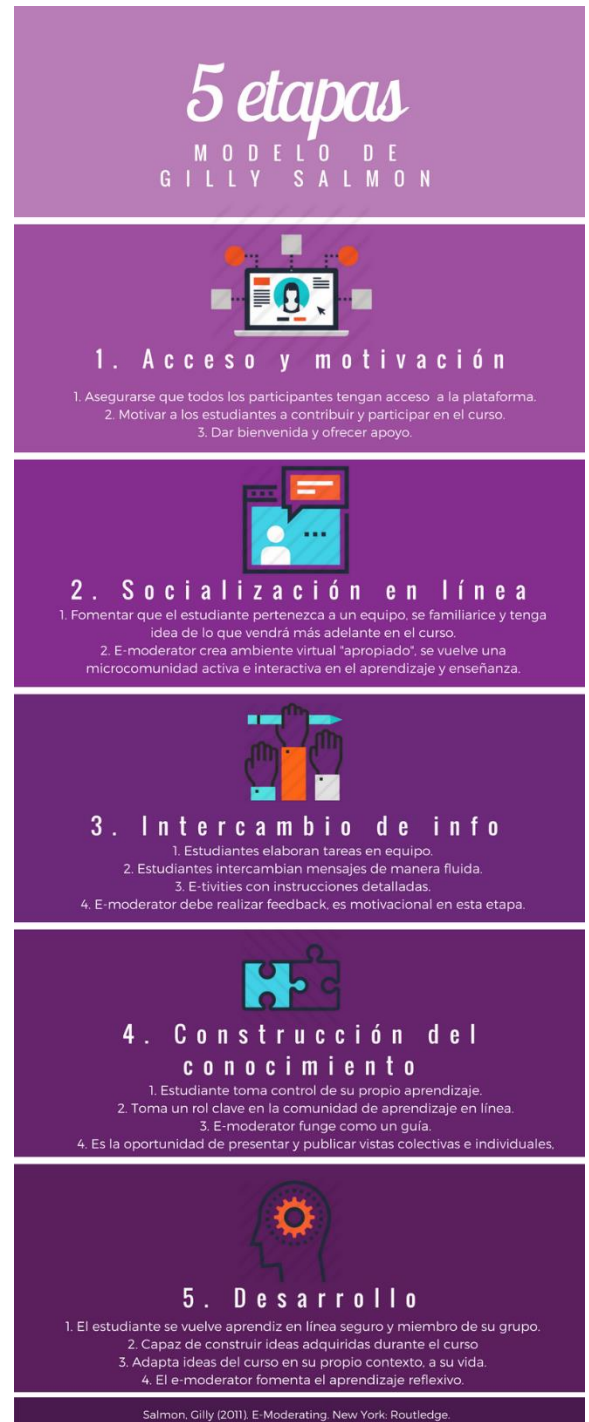 5 etapas
MODELO DE
GILLY SALMON
1. Acceso y motivación
1. Asegurarse que todos los participantes tengan acceso a la plataforma.
2. Motivar a los estudiantes a contribuir y participar en el curso.
3. Dar bienvenida y ofrecer apoyo.
2. Socialización en línea
1. Fomentar que el estudiante pertenezca a un equipo, se familiarice y tenga
idea de lo que vendrá más adelante en el curso.
2. E-moderator crea ambiente virtual "apropiado", se vuelve una
microcomunidad activa e interactiva en el aprendizaje y enseñanza.
3. Intercambio de info
1. Estudiantes elaboran tareas en equipo.
2. Estudiantes intercambian mensajes de manera fluida.
3. E-tivities con instrucciones detalladas.
4. E-moderator debe realizar feedback, es motivacional en esta etapa.
4. Construcción del
conocimiento
1. Estudiante toma control de su propio aprendizaje.
2. Toma un rol clave en la comunidad de aprendizaje en línea.
3. E-moderator funge como un guía.
4. Es la oportunidad de presentar y publicar vistas colectivas e individuales,
5. Desarrollo
1. El estudiante se vuelve aprendiz en línea seguro y miembro de su grupo.
2. Capaz de construir ideas adquiridas durante el curso
3. Adapta ideas del curso en su propio contexto, a su vida.
4. El e-moderator fomenta el aprendizaje reflexivo.
Salmon, Gilly (2011). E-Moderating. New York: Routledge.